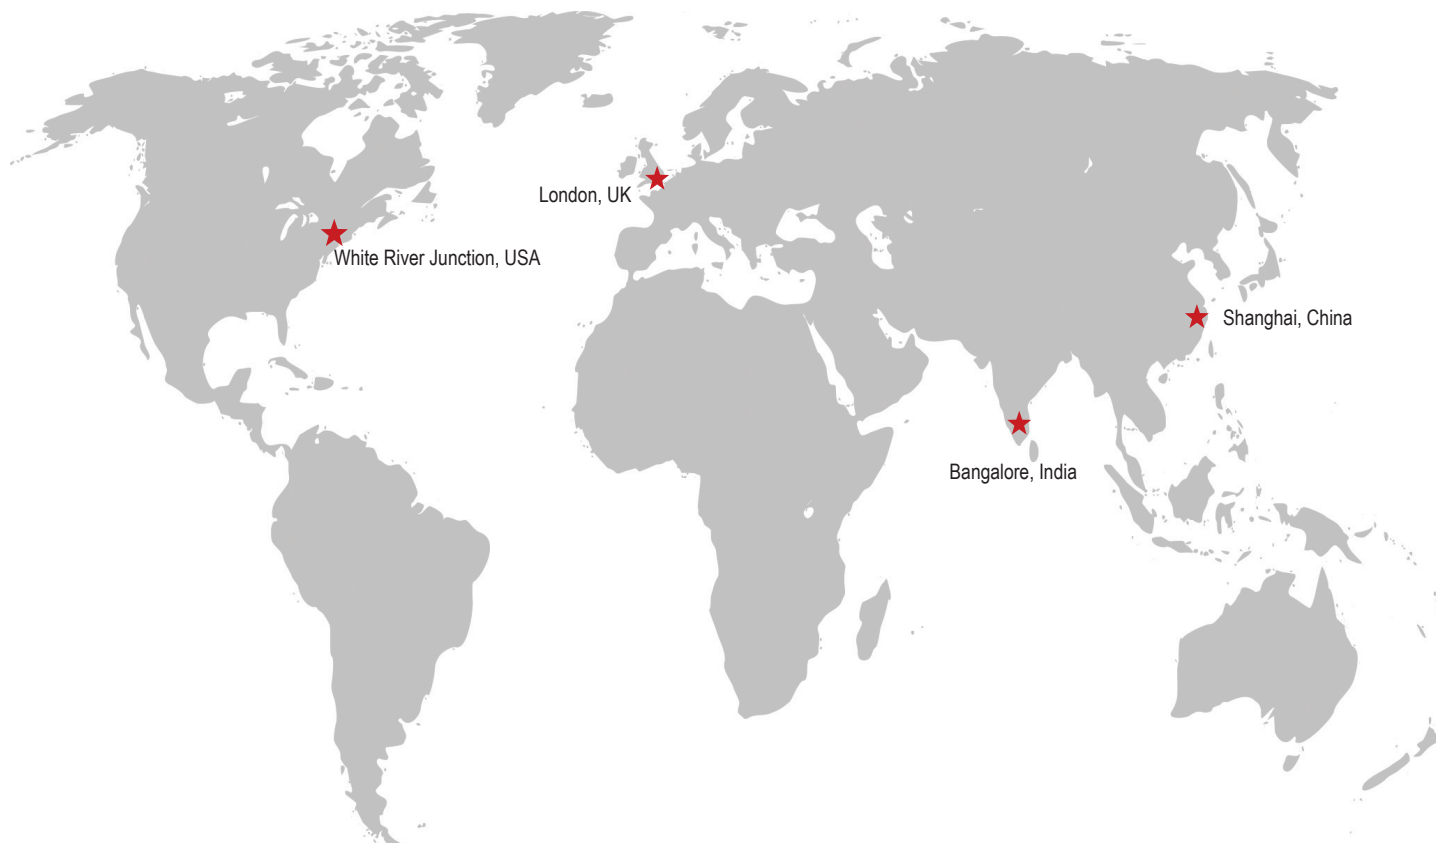 London, UK
White River Junction, USA
Shanghai, China
Bangalore, India